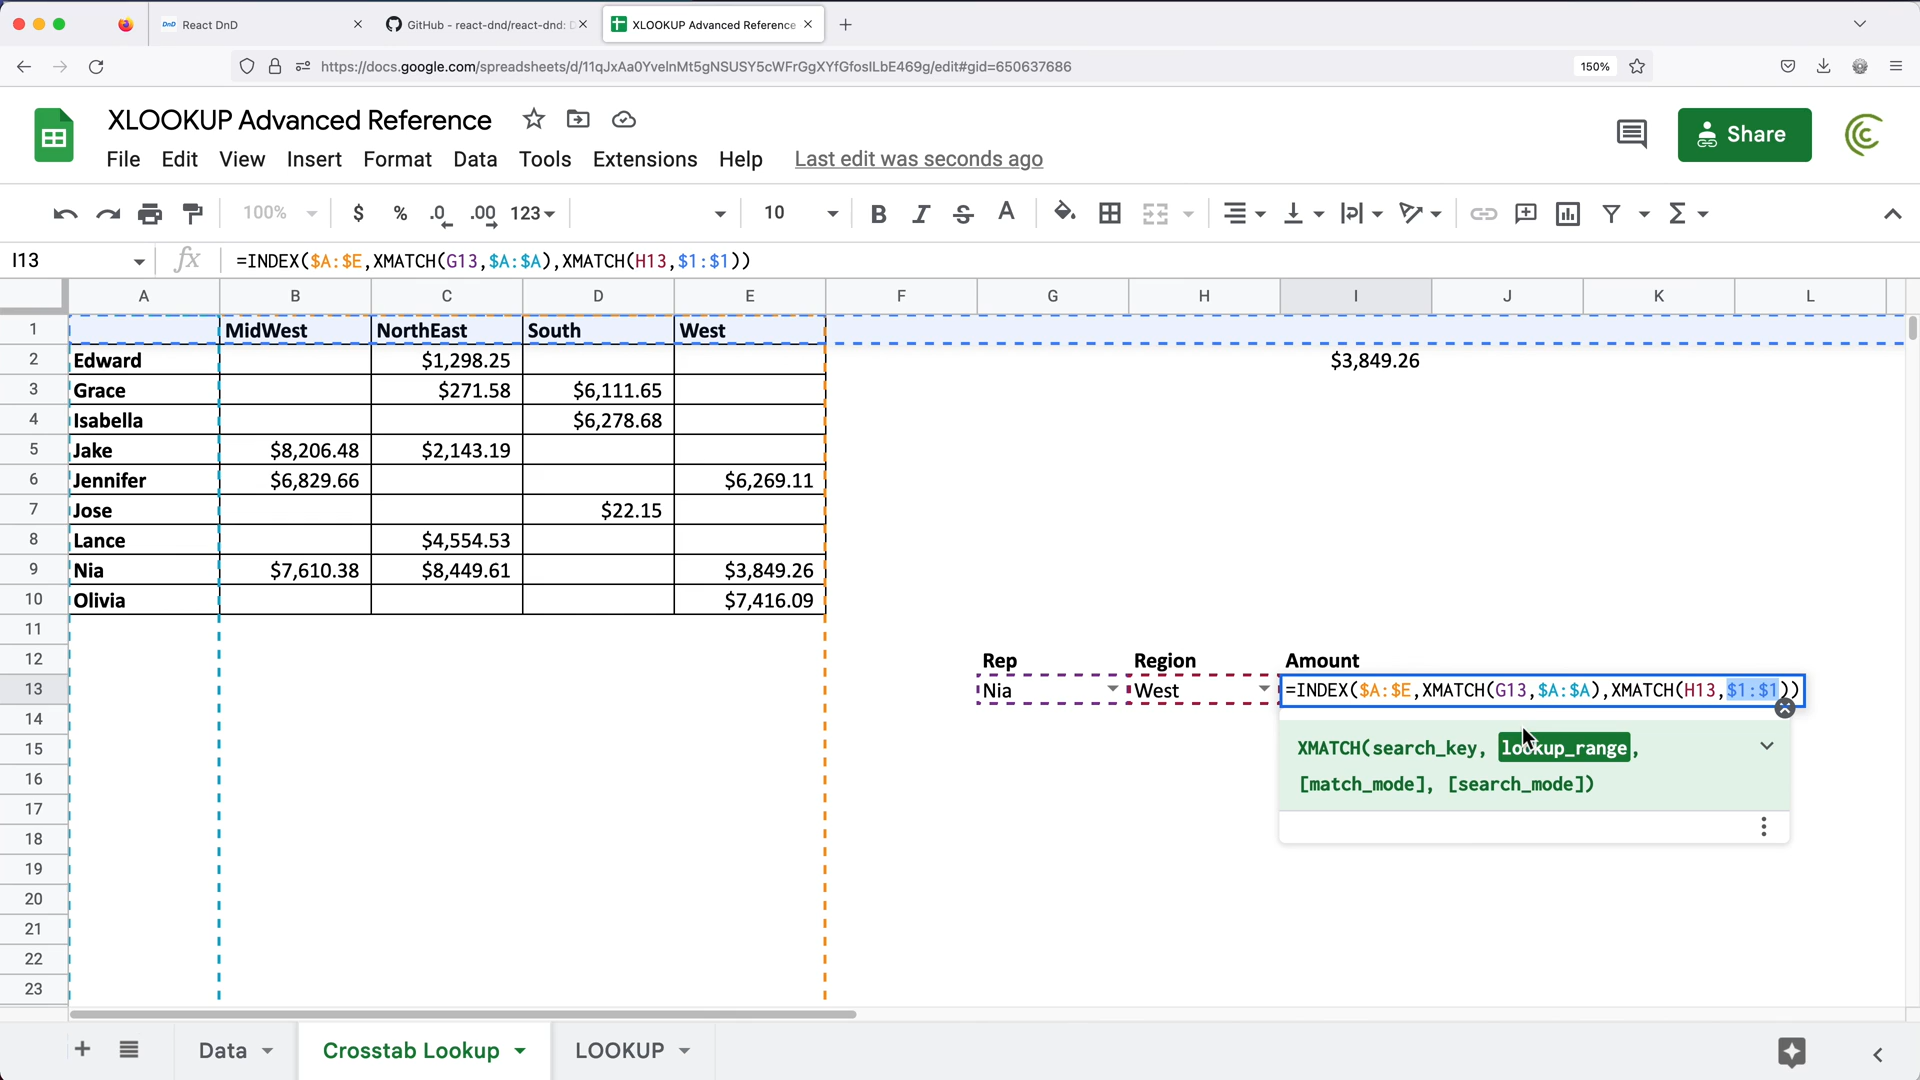 DnD React DnD
GitHub - react-dnd/react-dnd: D
XLOOKUP Advanced Reference
https://docs.google.com/spreadsheets/d/11qJxAa0YvelnMt5gNSUSY5cWFrGgXYfGfosILbE469g/edit#gid=650637686
150%
XLOOKUP Advanced Reference
Share
File Edit View Insert Format Data Tools Extensions Help Last edit was seconds ago
100% $ % .0 .00 123 10 B I S A
I13 fx =INDEX($A:$E,XMATCH(G13,$A:$A),XMATCH(H13,$1:$1))
A B C D E F G H I J K L
1 MidWest NorthEast South West
2 Edward $1,298.25 $3,849.26
3 Grace $271.58 $6,111.65
4 Isabella $6,278.68
5 Jake $8,206.48 $2,143.19
6 Jennifer $6,829.66 $6,269.11
7 Jose $22.15
8 Lance $4,554.53
9 Nia $7,610.38 $8,449.61 $3,849.26
10 Olivia $7,416.09
11
12 Rep Region Amount
13 Nia West =INDEX($A:$E,XMATCH(G13,$A:$A),XMATCH(H13,$1:$1))
14
15 XMATCH(search_key, lookup_range,
16 [match_mode], [search_mode])
17
18
19
20
21
22
23
Data Crosstab Lookup LOOKUP